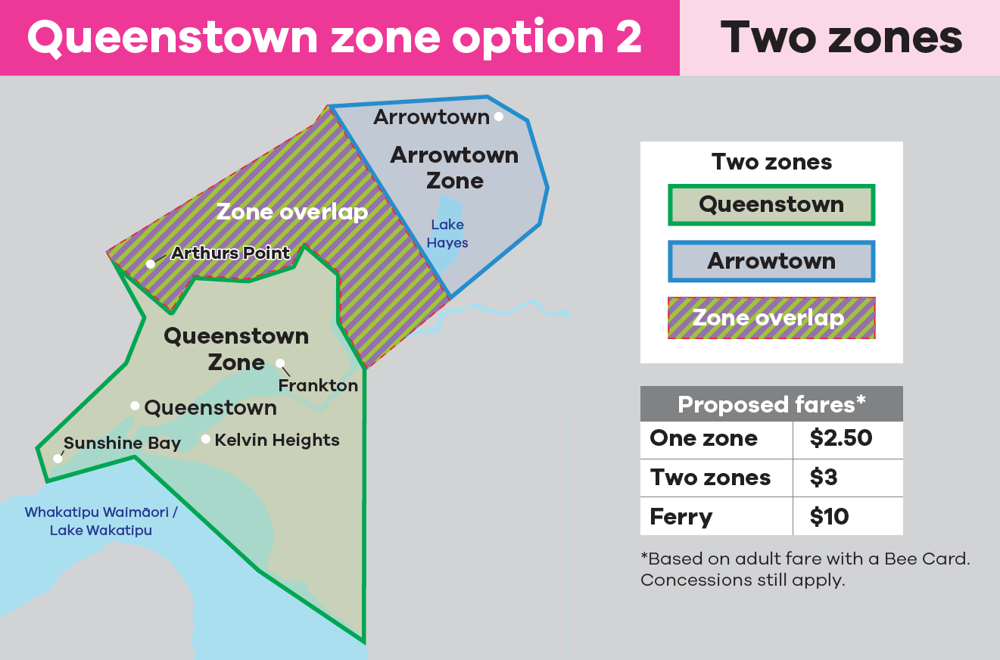 Queenstown zone option 2
Two zones
Arrowtown
Arrowtown
Zone
Zone overlap
Lake
Hayes
Arthurs Point
Queenstown
Zone
Frankton
Queenstown
Kelvin Heights
Sunshine Bay
Whakatipu Waimāori /
Lake Wakatipu
Two zones
Queenstown
Arrowtown
Zone overlap
Proposed fares*
One zone $2.50
Two zones $3
Ferry $10
*Based on adult fare with a Bee Card.
Concessions still apply.